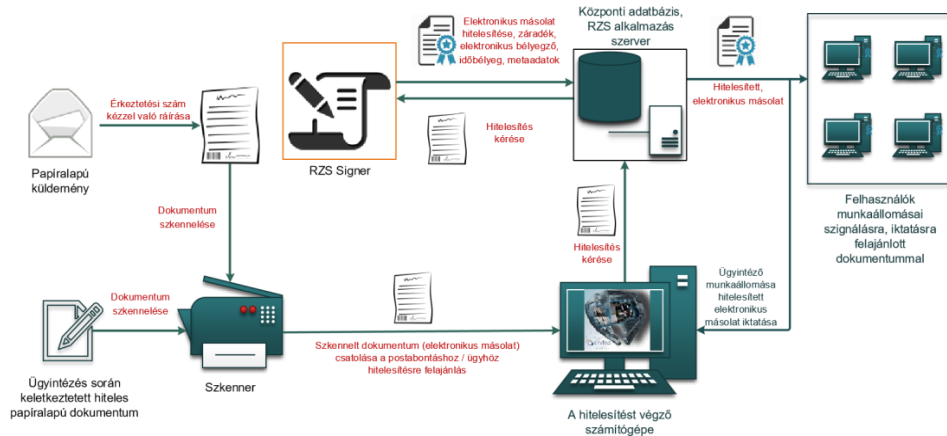 Elektronikus másolat
hitelesítése, záradék,
elektronikus bélyegző,
időbélyeg, metaadatok
Központi adatbázis,
RZS alkalmazás
szerver
Érkeztetési szám
kézzel való ráírása
Hitelesített,
elektronikus másolat
Hitelesítés
kérése
Papíralapú
küldemény
RZS Signer
Felhasználók
munkaállomásai
szignálásra, iktatásra
felajánlott
dokumentummal
Dokumentum
szkennelése
Hitelesítés
kérése
Ügyintéző
munkaállomása
hitelesített
elektronikus
másolat iktatása
Dokumentum
szkennelése
Szkennelt dokumentum (elektronikus másolat)
csatolása a postabontáshoz / ügyhöz
hitelesítésre felajánlás
Szkenner
Ügyintézés során
keletkeztetett hiteles
papíralapú dokumentum
A hitelesítést végző
számítógépe